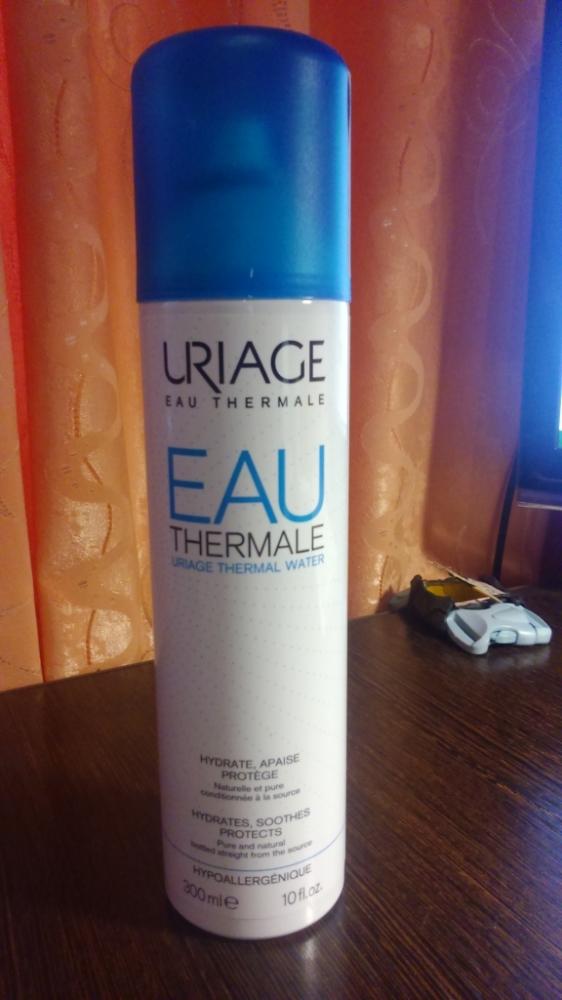 URIAGE
EAU THERMALE
EAU
THERMALE
URIAGE THERMAL WATER
HYDRATE, APAISE
PROTÈGE
Naturelle et pure
conditionnée à la source
HYDRATES, SOOTHES
PROTECTS
Pure and natural
bottled straight from the source
HYPOALLERGÉNIQUE
300 ml e 10 fl.oz.